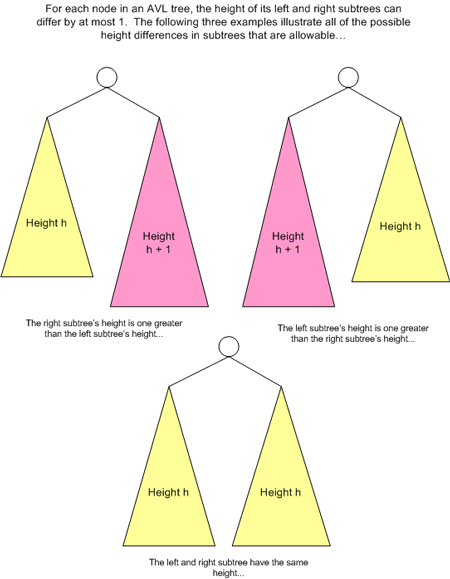 For each node in an AVL tree, the height of its left and right subtrees can
differ by at most 1.  The following three examples illustrate all of the possible
height differences in subtrees that are allowable…
Height h
Height
h + 1
The right subtree's height is one greater
than the left subtree's height...
Height
h + 1
Height h
The left subtree's height is one greater
than the right subtree's height...
Height h
Height h
The left and right subtree have the same
height...